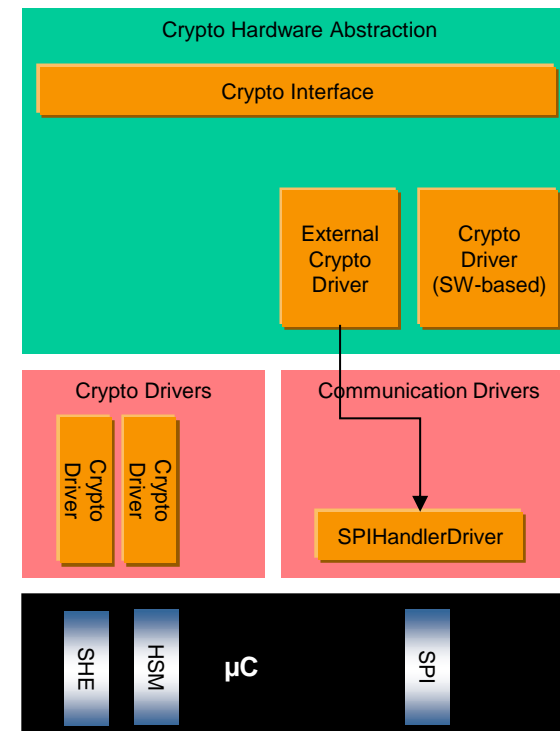 Crypto Hardware Abstraction
Crypto Interface
External
Crypto
Driver
Crypto
Driver
(SW-based)
Crypto Drivers
Communication Drivers
Crypto
Driver
Crypto
Driver
SPIHandlerDriver
SHE
HSM
µC
SPI